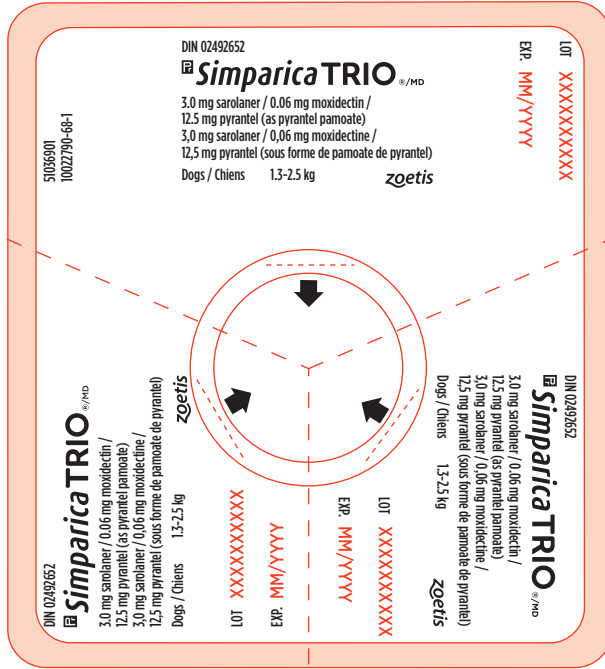 DIN 02492652
Pr Simparica TRIO ®/MD
3.0 mg sarolaner / 0.06 mg moxidectin /
12.5 mg pyrantel (as pyrantel pamoate)
3,0 mg sarolaner / 0,06 mg moxidectine /
12,5 mg pyrantel (sous forme de pamoate de pyrantel)
Dogs / Chiens 1.3-2.5 kg
zoetis
LOT XXXXXXXXXX
EXP. MM/YYYY
51036901
10022790-68-1
DIN 02492652
Pr Simparica TRIO ®/MD
3.0 mg sarolaner / 0.06 mg moxidectin /
12.5 mg pyrantel (as pyrantel pamoate)
3,0 mg sarolaner / 0,06 mg moxidectine /
12,5 mg pyrantel (sous forme de pamoate de pyrantel)
Dogs / Chiens 1.3-2.5 kg
zoetis
LOT XXXXXXXXXX
EXP. MM/YYYY
DIN 02492652
Pr Simparica TRIO ®/MD
3.0 mg sarolaner / 0.06 mg moxidectin /
12.5 mg pyrantel (as pyrantel pamoate)
3,0 mg sarolaner / 0,06 mg moxidectine /
12,5 mg pyrantel (sous forme de pamoate de pyrantel)
Dogs / Chiens 1.3-2.5 kg
zoetis
LOT XXXXXXXXXX
EXP. MM/YYYY